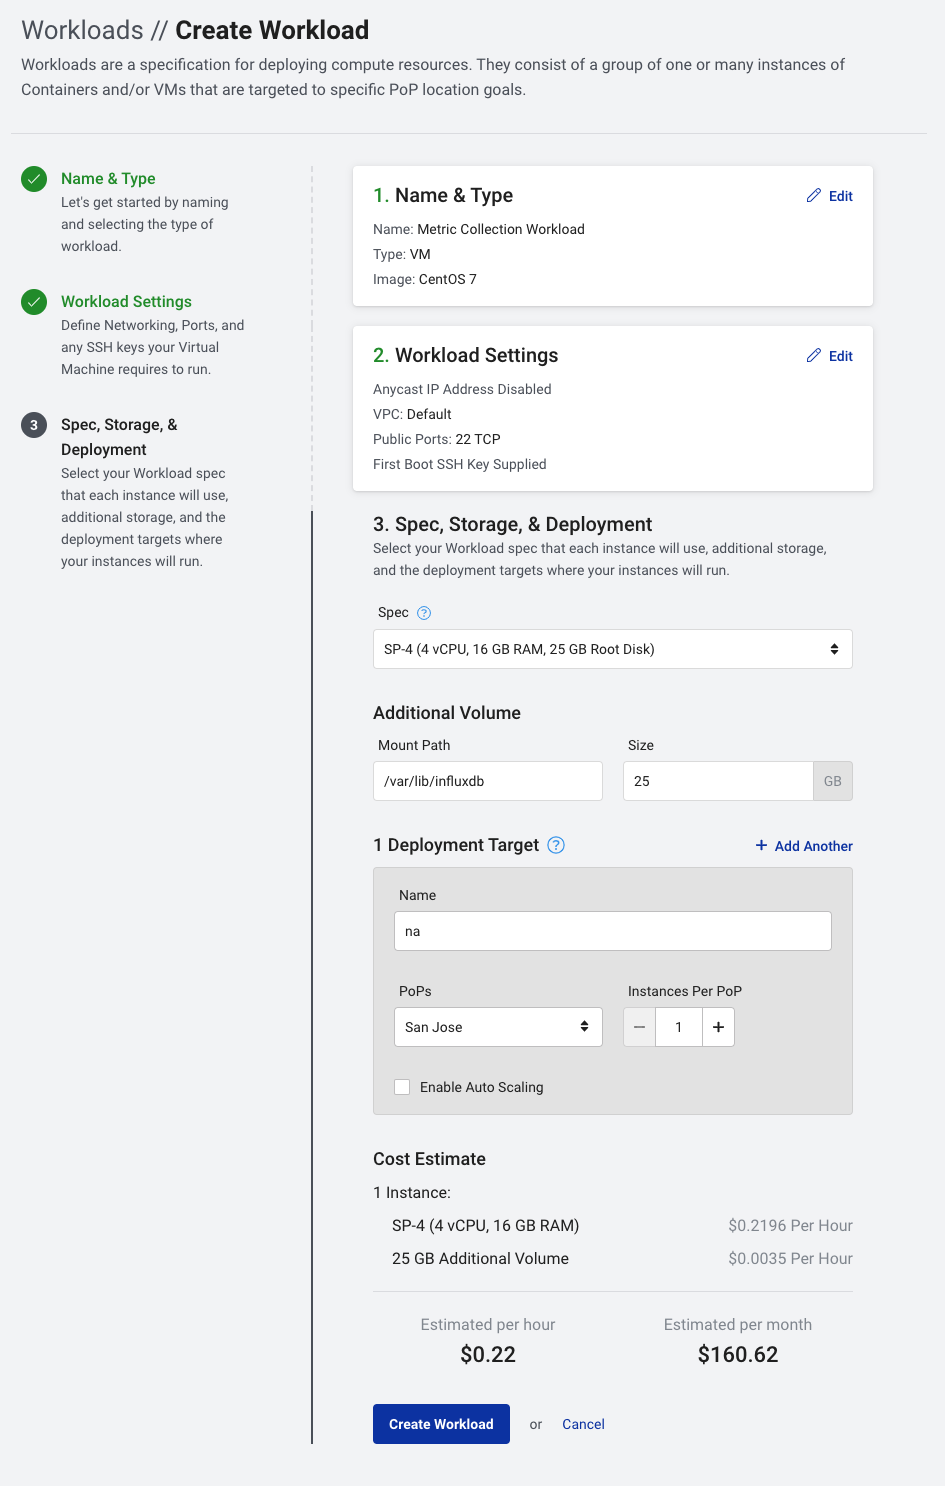 Workloads // Create Workload
Workloads are a specification for deploying compute resources. They consist of a group of one or many instances of
Containers and/or VMs that are targeted to specific PoP location goals.
Name & Type
Let's get started by naming
and selecting the type of
workload.
Workload Settings
Define Networking, Ports, and
any SSH keys your Virtual
Machine requires to run.
3 Spec, Storage, &
Deployment
Select your Workload spec
that each instance will use,
additional storage, and the
deployment targets where
your instances will run.
1. Name & Type Edit
Name: Metric Collection Workload
Type: VM
Image: CentOS 7
2. Workload Settings Edit
Anycast IP Address Disabled
VPC: Default
Public Ports: 22 TCP
First Boot SSH Key Supplied
3. Spec, Storage, & Deployment
Select your Workload spec that each instance will use, additional storage,
and the deployment targets where your instances will run.
Spec ?
SP-4 (4 vCPU, 16 GB RAM, 25 GB Root Disk)
Additional Volume
Mount Path Size
/var/lib/influxdb 25 GB
1 Deployment Target ? + Add Another
Name
na
PoPs Instances Per PoP
San Jose − 1 +
Enable Auto Scaling
Cost Estimate
1 Instance:
SP-4 (4 vCPU, 16 GB RAM) $0.2196 Per Hour
25 GB Additional Volume $0.0035 Per Hour
Estimated per hour Estimated per month
$0.22 $160.62
Create Workload or Cancel